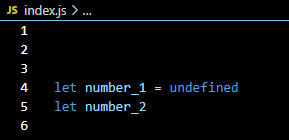 JS index.js > ...
1
2
3
4 let number_1 = undefined
5 let number_2
6